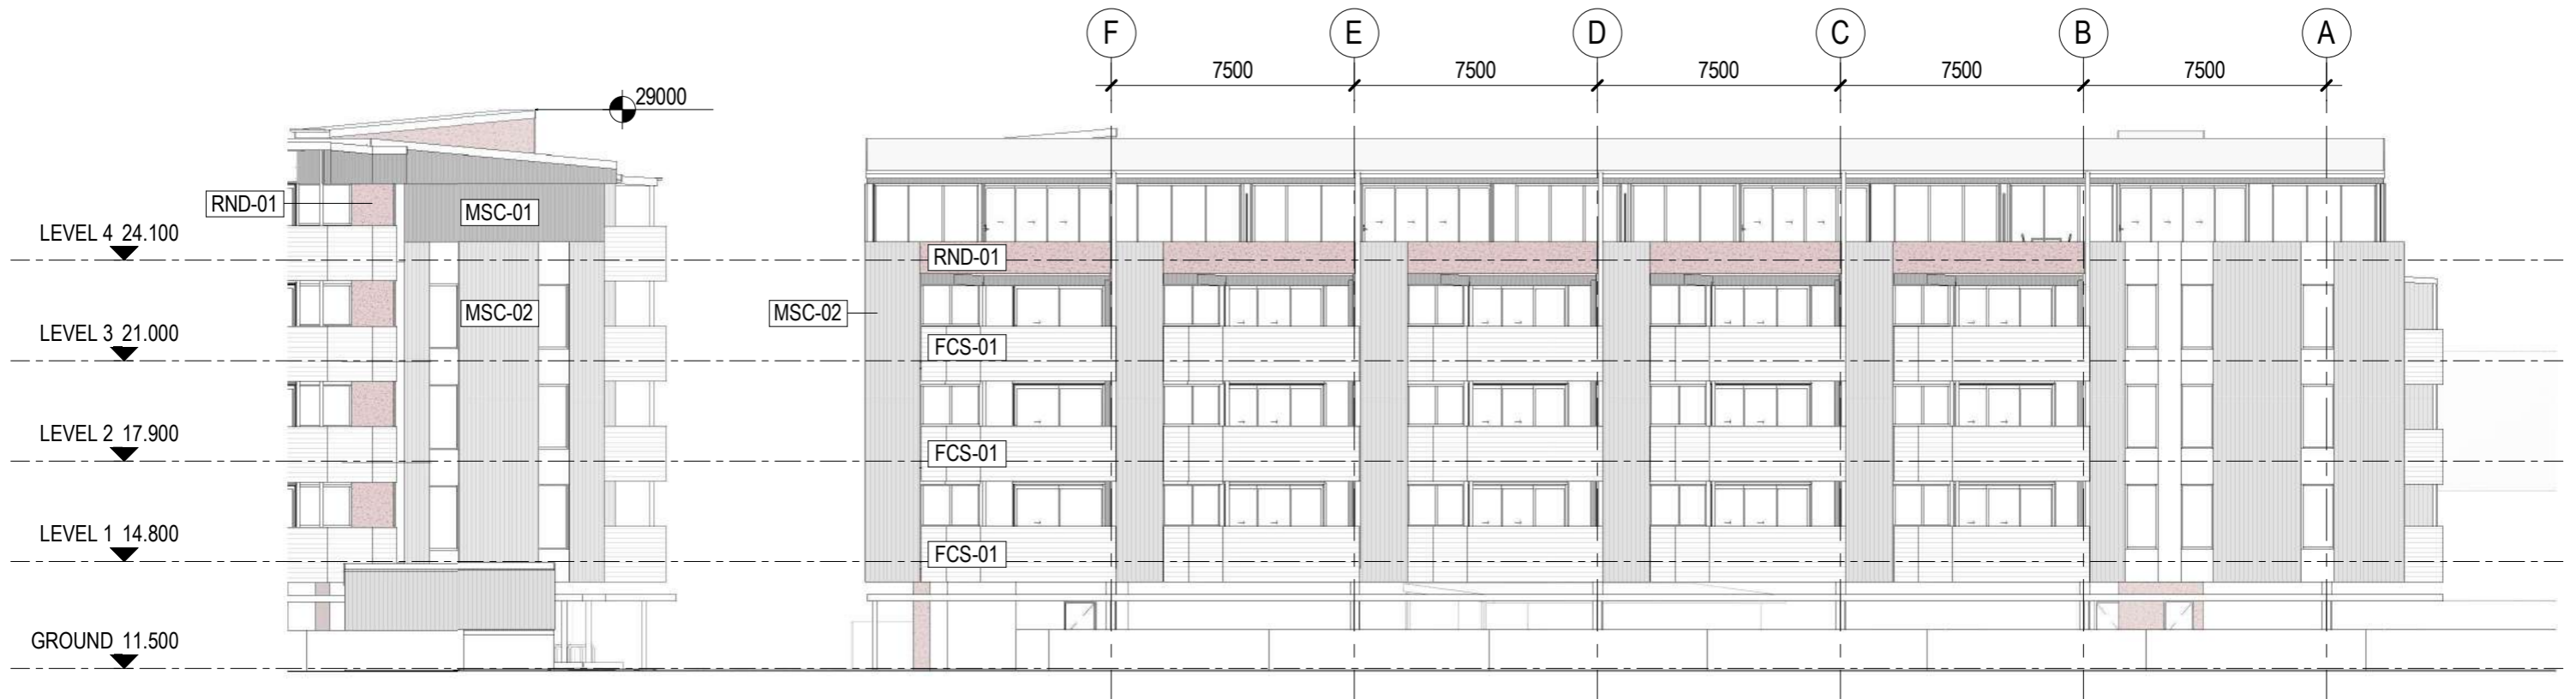 F E D C B A
7500 7500 7500 7500 7500
29000
RND-01
MSC-01
LEVEL 4 24.100
RND-01
MSC-02
MSC-02
LEVEL 3 21.000
FCS-01
LEVEL 2 17.900
FCS-01
LEVEL 1 14.800
FCS-01
GROUND 11.500